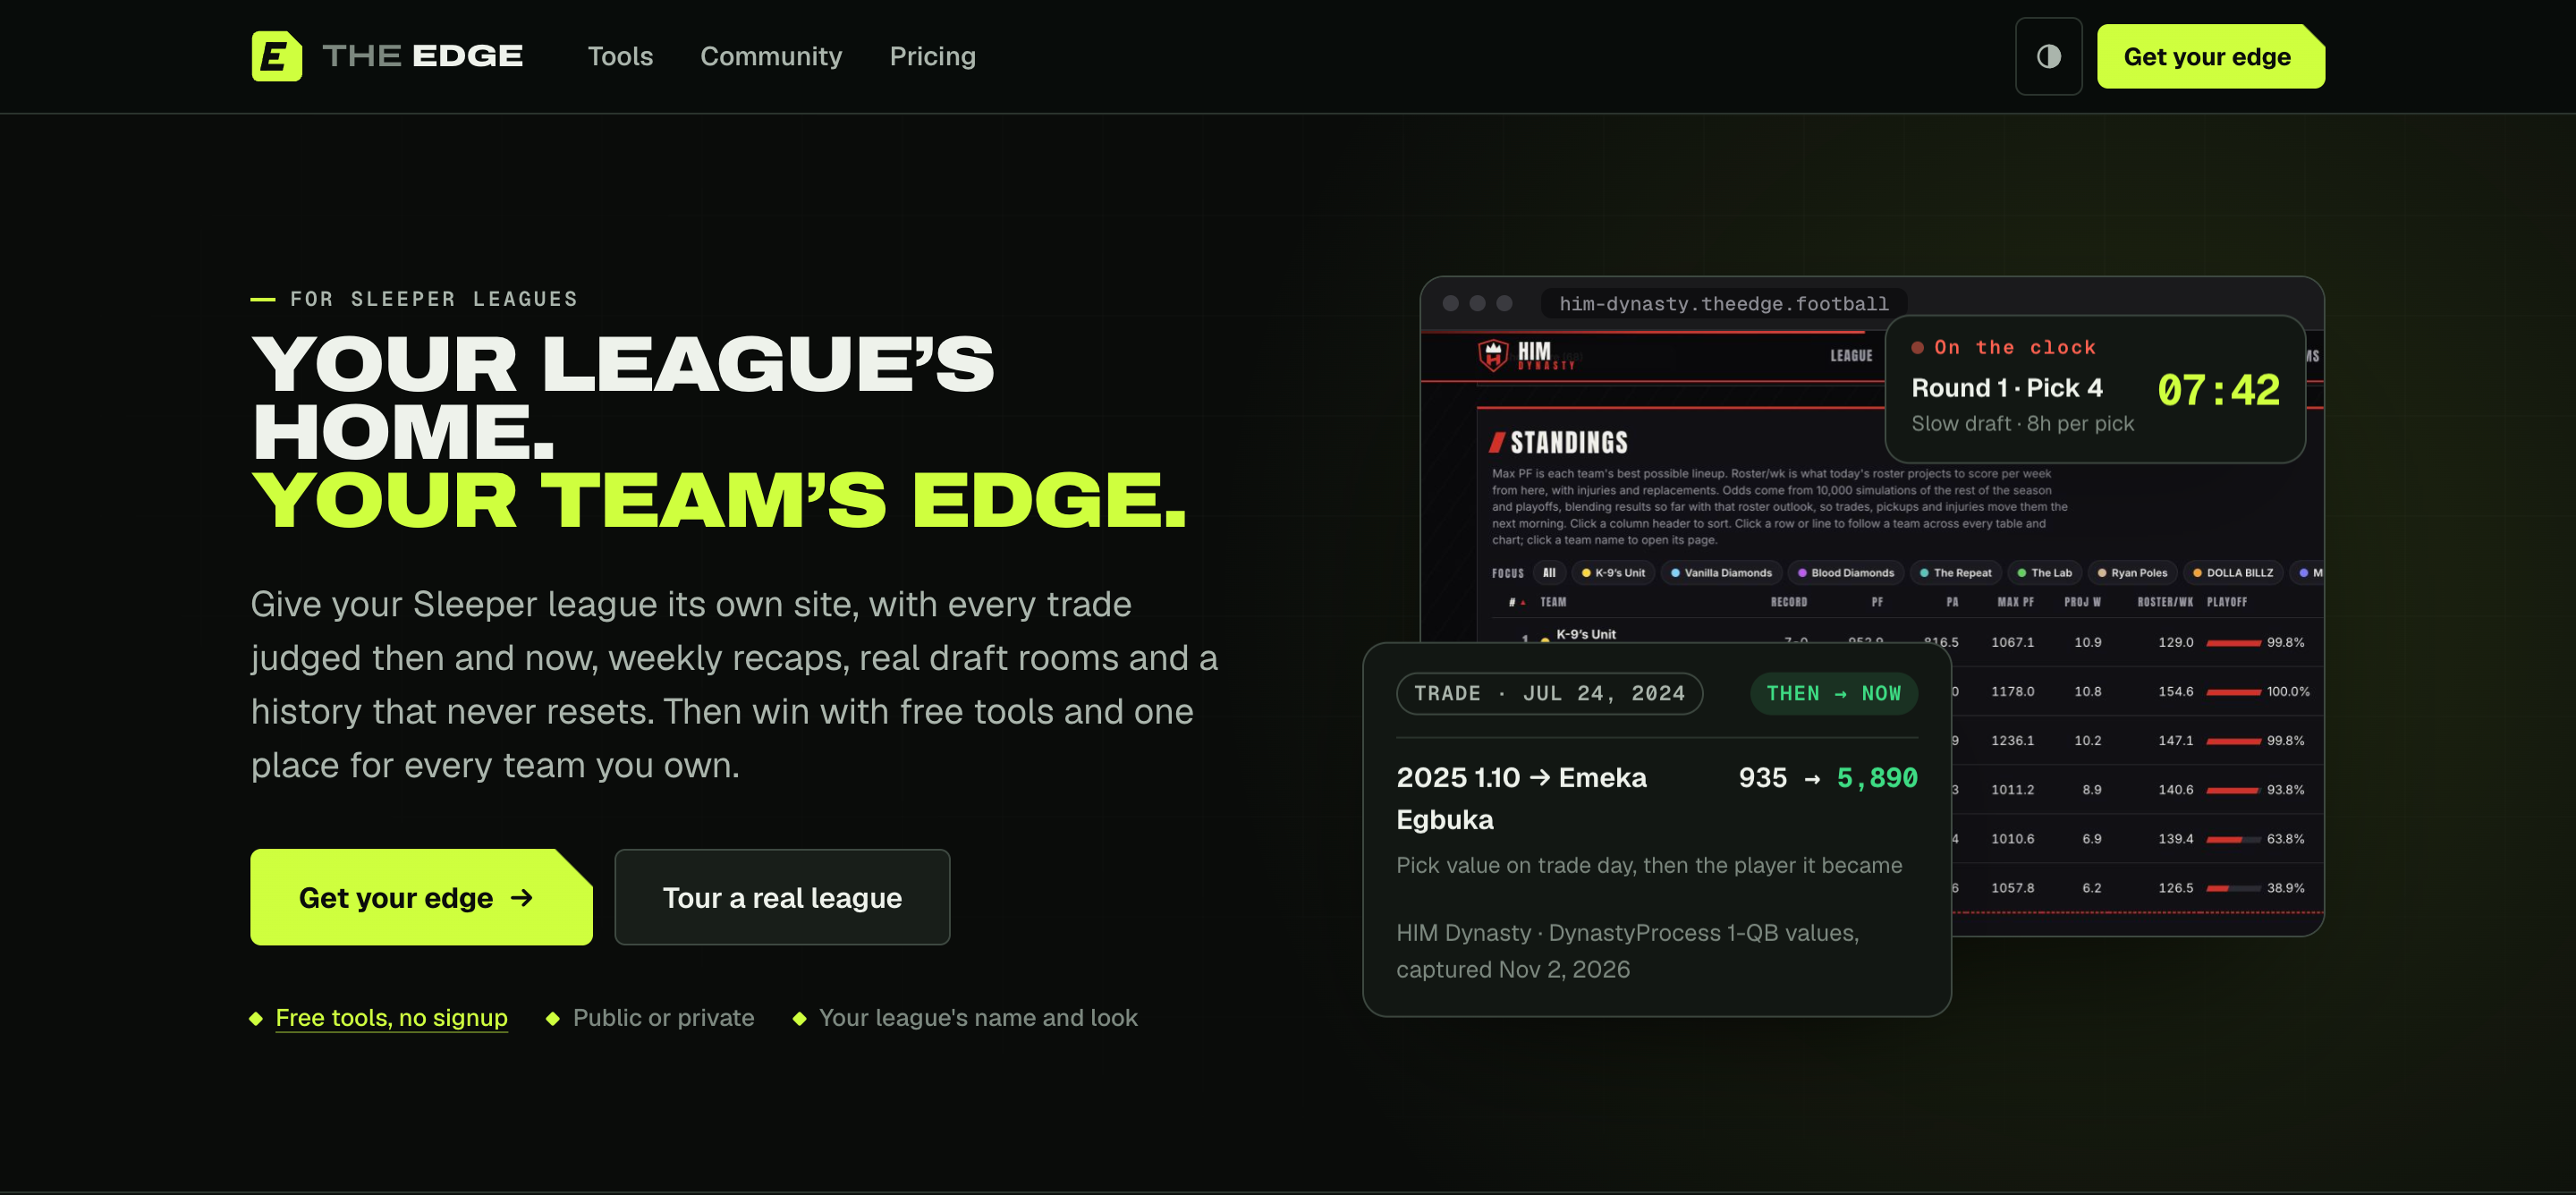 E THE EDGE Tools Community Pricing Get your edge
FOR SLEEPER LEAGUES
YOUR LEAGUE’S
HOME.
YOUR TEAM’S EDGE.
Give your Sleeper league its own site, with every trade
judged then and now, weekly recaps, real draft rooms and a
history that never resets. Then win with free tools and one
place for every team you own.
Get your edge → Tour a real league
Free tools, no signup Public or private Your league's name and look
him-dynasty.theedge.football
HIM
DYNASTY
LEAGUE
On the clock
Round 1 · Pick 4 07:42
Slow draft · 8h per pick
STANDINGS
Max PF is each team's best possible lineup. Roster/wk is what today's roster projects to score per week
from here, with injuries and replacements. Odds come from 10,000 simulations of the rest of the season
and playoffs, blending results so far with that roster outlook, so trades, pickups and injuries move them the
next morning. Click a column header to sort. Click a row or line to follow a team across every table and
chart; click a team name to open its page.
FOCUS All K-9's Unit Vanilla Diamonds Blood Diamonds The Repeat The Lab Ryan Poles DOLLA BILLZ M
# TEAM RECORD PF PA MAX PF PROJ W ROSTER/WK PLAYOFF
K-9's Unit 1067.1 10.9 129.0 99.8%
1178.0 10.8 154.6 100.0%
1236.1 10.2 147.1 99.8%
1011.2 8.9 140.6 93.8%
1010.6 6.9 139.4 63.8%
1057.8 6.2 126.5 38.9%
TRADE · JUL 24, 2024 THEN → NOW
2025 1.10 → Emeka 935 → 5,890
Egbuka
Pick value on trade day, then the player it became
HIM Dynasty · DynastyProcess 1-QB values,
captured Nov 2, 2026